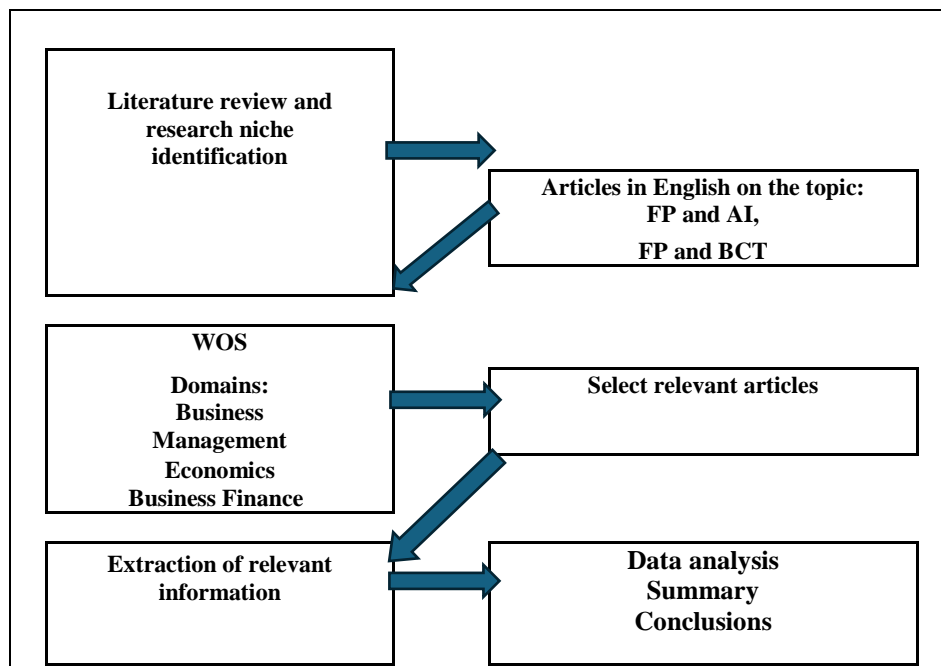 Literature review and
research niche
identification
Articles in English on the topic:
FP and AI,
FP and BCT
WOS
Domains:
Business
Management
Economics
Business Finance
Select relevant articles
Extraction of relevant
information
Data analysis
Summary
Conclusions